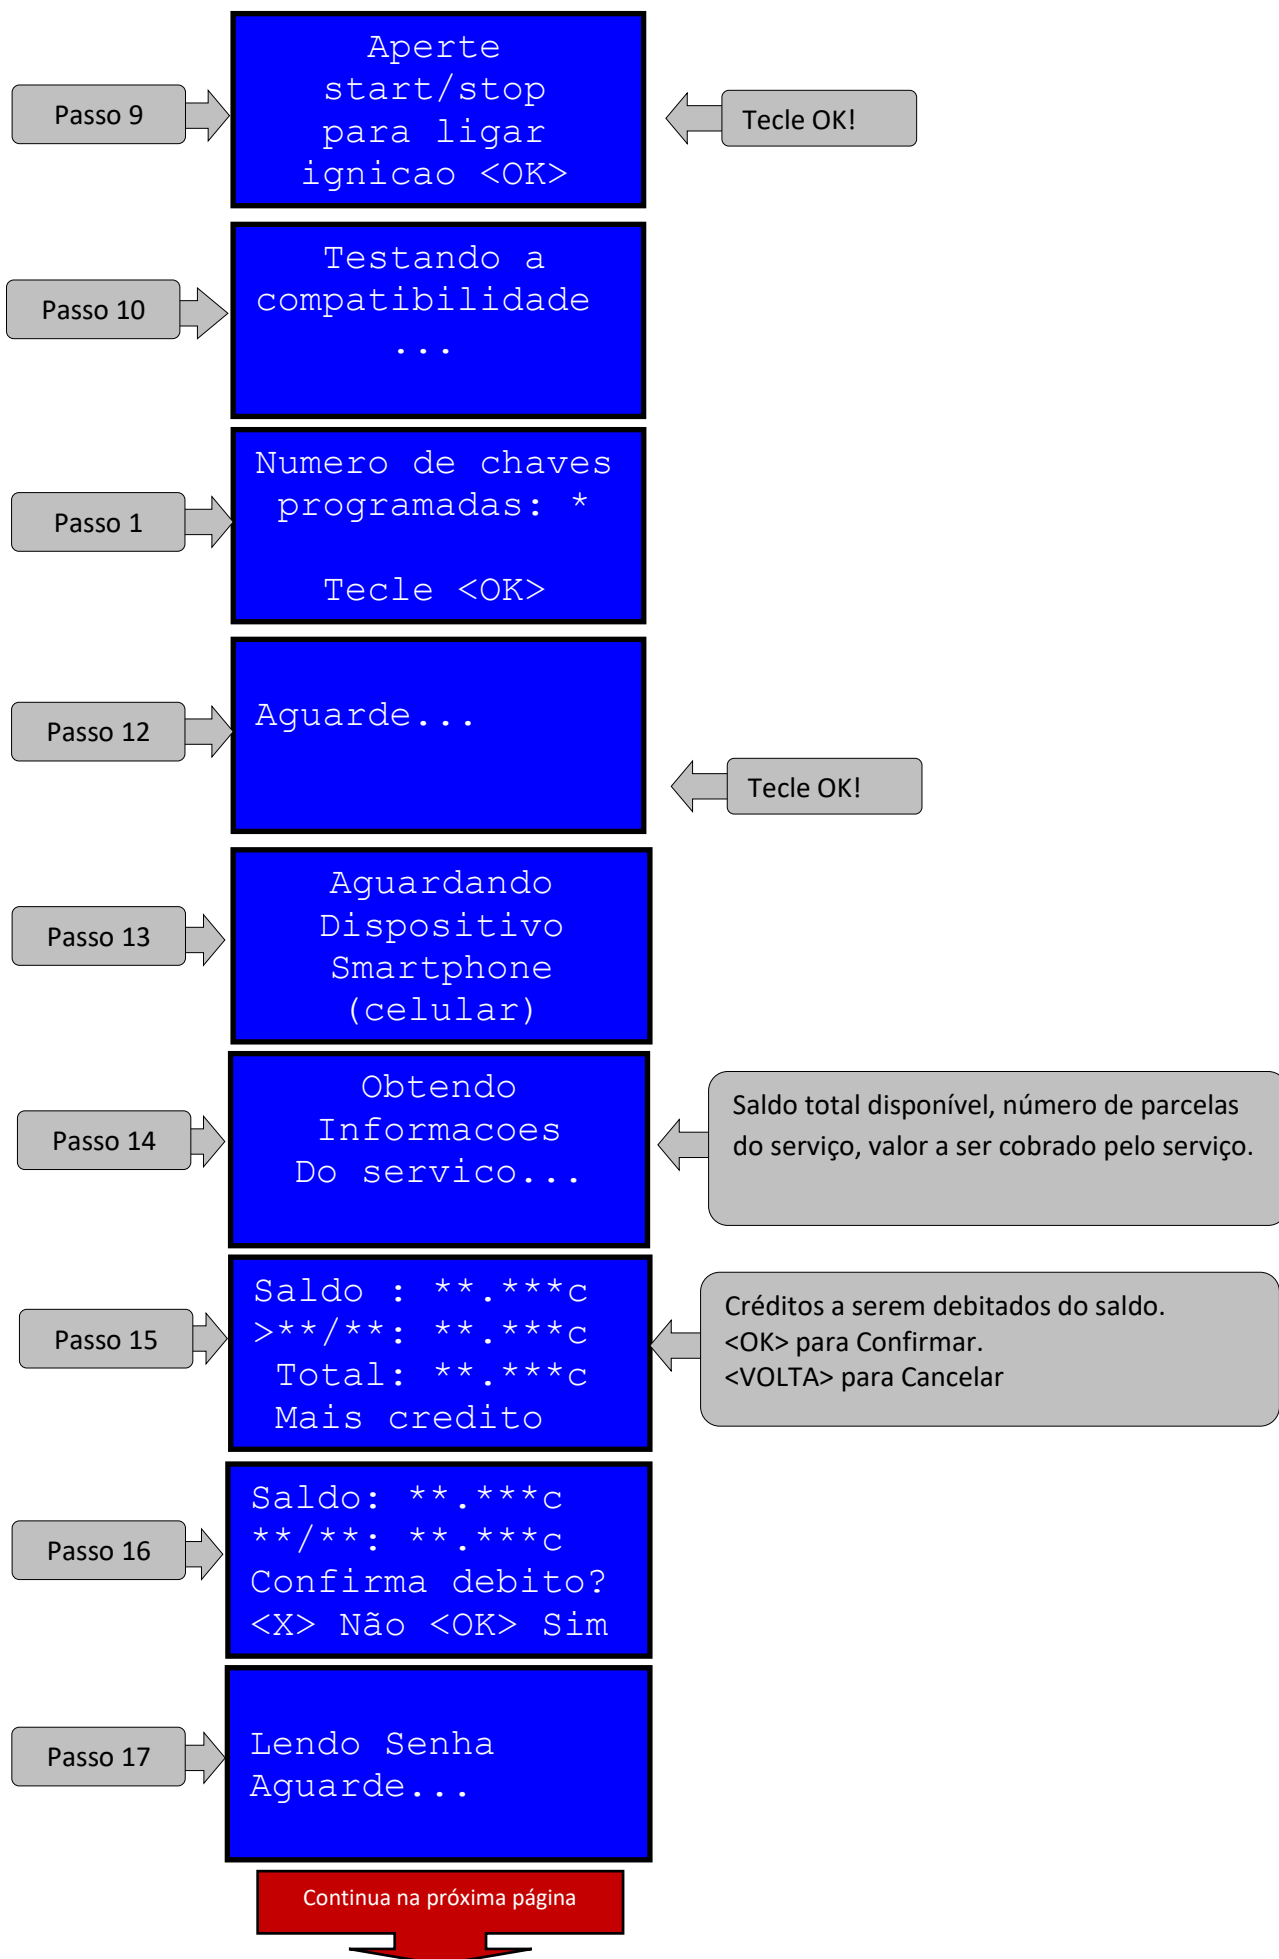 Passo 9
Aperte
start/stop
para ligar
ignicao <OK>
Tecle OK!
Passo 10
Testando a
compatibilidade
...
Passo 1
Numero de chaves
programadas: *
Tecle <OK>
Passo 12
Aguarde...
Tecle OK!
Passo 13
Aguardando
Dispositivo
Smartphone
(celular)
Passo 14
Obtendo
Informacoes
Do servico...
Saldo total disponível, número de parcelas
do serviço, valor a ser cobrado pelo serviço.
Passo 15
Saldo : **.***c
>**/**: **.***c
Total: **.***c
Mais credito
Créditos a serem debitados do saldo.
<OK> para Confirmar.
<VOLTA> para Cancelar
Passo 16
Saldo: **.***c
**/**: **.***c
Confirma debito?
<X> Não <OK> Sim
Passo 17
Lendo Senha
Aguarde...
Continua na próxima página